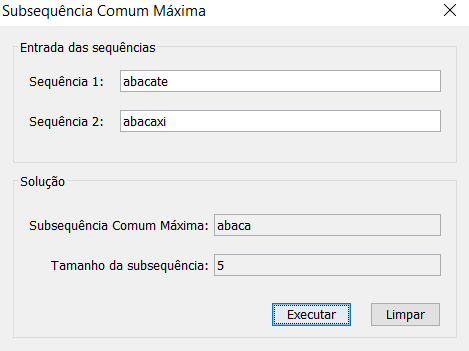 Subsequência Comum Máxima
Entrada das sequências
Sequência 1: abacate
Sequência 2: abacaxi
Solução
Subsequência Comum Máxima: abaca
Tamanho da subsequência: 5
Executar Limpar